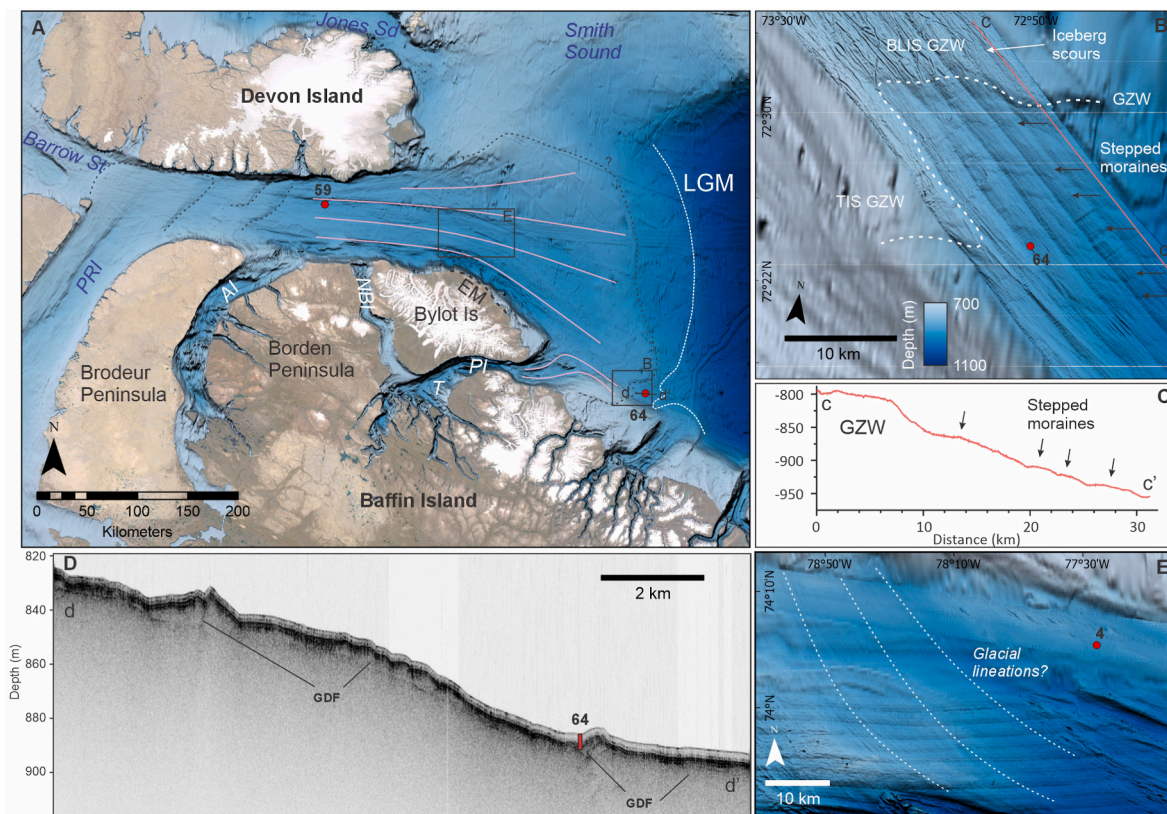 A
Jones Sd
Smith
Sound
Devon Island
Barrow St
59
?
LGM
E
PRI
AI
NBI
EM
Bylot Is
Borden
Peninsula
Brodeur
Peninsula
PI
T
B
d
d'
64
N
Baffin Island
0 50 100 150 200
Kilometers
73°30
72°50
B
C
BLIS GZW
Iceberg
scours
GZW
72°30'N
Stepped
moraines
TIS GZW
64
72°22'N
N
700
Depth (m)
10 km
1100
C
-800
-850
-900
-950
C
GZW
Stepped
moraines
C'
0 10 20 30
Distance (km)
D
820
840
860
880
900
Depth (m)
d
2 km
GDF
64
GDF
d'
78°50
78°10
77°30
E
74°10'N
4
Glacial
lineations?
74°N
N
10 km